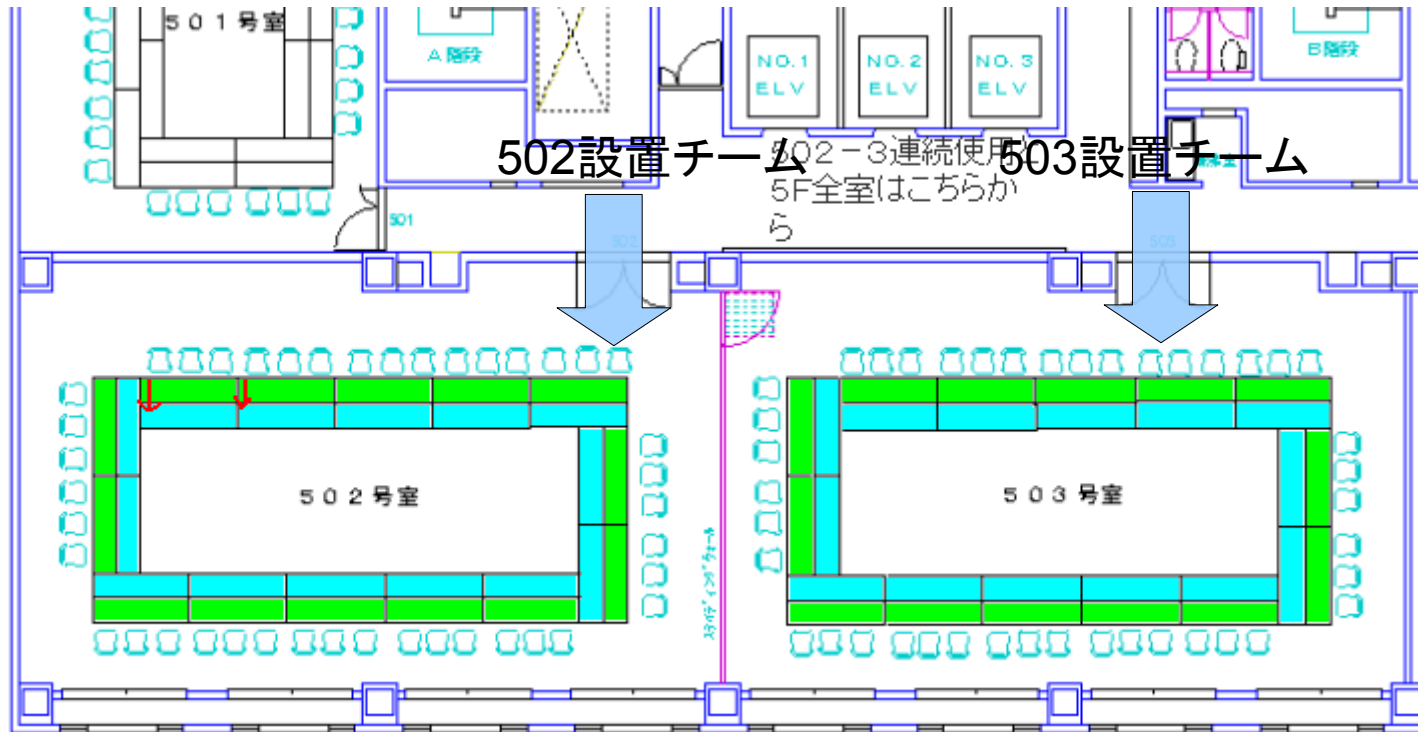 501号室
A階段
NO.1
ELV
NO.2
ELV
NO.3
ELV
B階段
502設置チーム
502-3連続使用
503設置チーム
5F全室はこちらか
ら
501
502
503
502号室
503号室
スライディングウォール